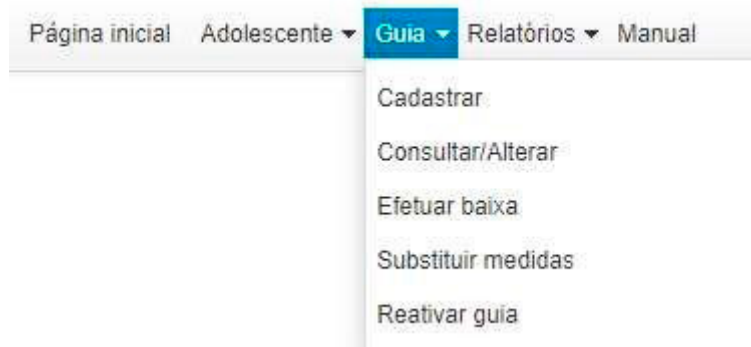 Página inicial Adolescente Guia Relatórios Manual
Cadastrar
Consultar/Alterar
Efetuar baixa
Substituir medidas
Reativar guia